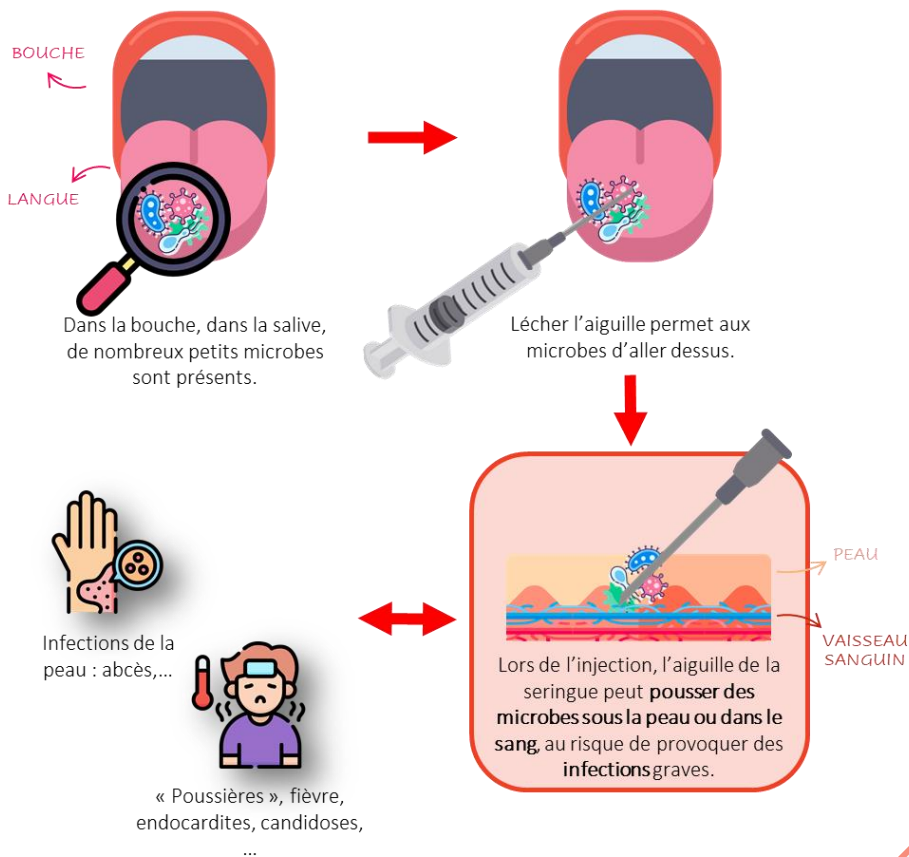 BOUCHE
LANGUE
Dans la bouche, dans la salive,
de nombreux petits microbes
sont présents.
Lécher l’aiguille permet aux
microbes d’aller dessus.
PEAU
VAISSEAU
SANGUIN
Lors de l’injection, l’aiguille de la
seringue peut pousser des
microbes sous la peau ou dans le
sang, au risque de provoquer des
infections graves.
Infections de la
peau : abcès,...
« Poussières », fièvre,
endocardites, candidoses,
...